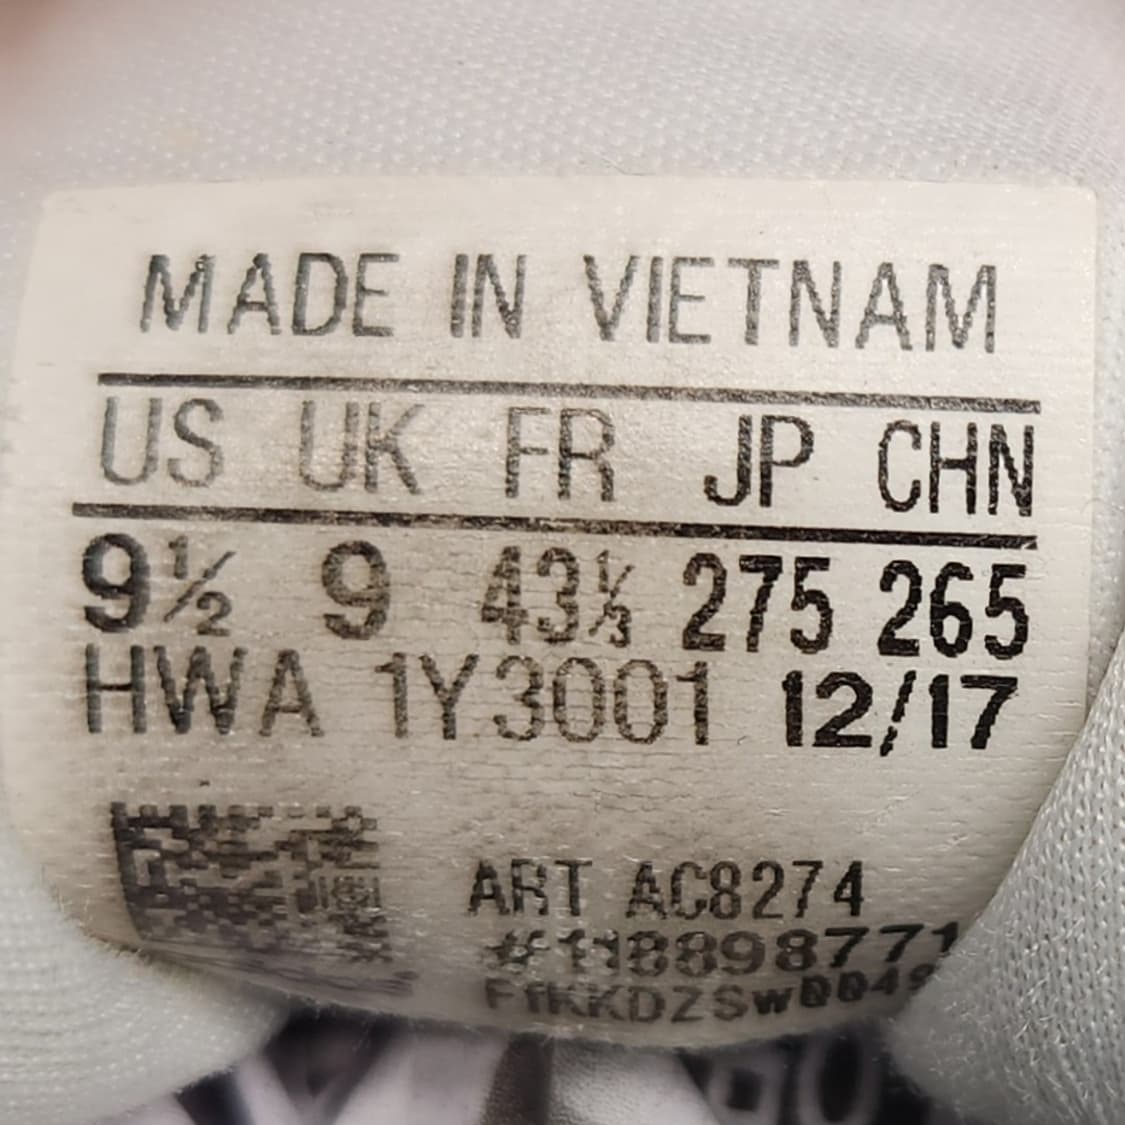 MADE IN VIETNAM
US UK FR JP CHN
9½ 9 43⅓ 275 265
HWA 1Y3001 12/17
ART AC8274
#118898771